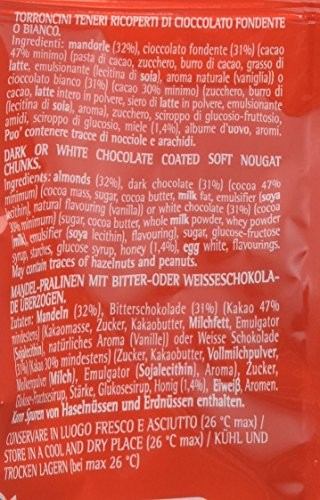 TORRONCINI TENERI RICOPERTI DI CIOCCOLATO FONDENTE
O BIANCO.
Ingredienti: mandorle (32%), cioccolato fondente (31%) (cacao
47% minimo) (pasta di cacao, zucchero, burro di cacao, grasso di
latte, emulsionante (lecitina di soia), aroma naturale (vaniglia)) o
cioccolato bianco (31%) (cacao 30% minimo) (zucchero, burro di
cacao, latte intero in polvere, siero di latte in polvere, emulsionante
(lecitina di soia), aroma), zucchero, sciroppo di glucosio-fruttosio,
amidi, sciroppo di glucosio, miele (1,4%), albume d'uovo, aromi.
Puo' contenere tracce di nocciole e arachidi.
DARK OR WHITE CHOCOLATE COATED SOFT NOUGAT
CHUNKS.
Ingredients: almonds (32%), dark chocolate (31%) (cocoa 47%
minimum) (cocoa mass, sugar, cocoa butter, milk fat, emulsifier (soya
lecithin), natural flavouring (vanilla)) or white chocolate (31%) (cocoa
30% minimum) (sugar, cocoa butter, whole milk powder, whey powder
(milk), emulsifier (soya lecithin), flavouring), sugar, glucose-fructose
syrup, starches, glucose syrup, honey (1,4%), egg white, flavourings.
May contain traces of hazelnuts and peanuts.
MANDEL-PRALINEN MIT BITTER-ODER WEISSESCHOKOLA-
DE ÜBERZOGEN.
Zutaten: Mandeln (32%), Bitterschokolade (31%) (Kakao 47%
mindestens) (Kakaomasse, Zucker, Kakaobutter, Milchfett, Emulgator
(Sojalecithin), natürliches Aroma (Vanille)) oder Weisse Schokolade
(31%) (Kakao 30% mindestens) (Zucker, Kakaobutter, Vollmilchpulver,
Molkenpulver (Milch), Emulgator (Sojalecithin), Aroma), Zucker,
Glukose-Fructosesirup, Stärke, Glükosesirup, Honig (1,4%), Eiweiß, Aromen.
Kann Spuren von Haselnüssen und Erdnüssen enthalten.
CONSERVARE IN LUOGO FRESCO E ASCIUTTO (26 °C max) /
STORE IN A COOL AND DRY PLACE (26 °C max) / KÜHL UND
TROCKEN LAGERN (bei max 26 °C)